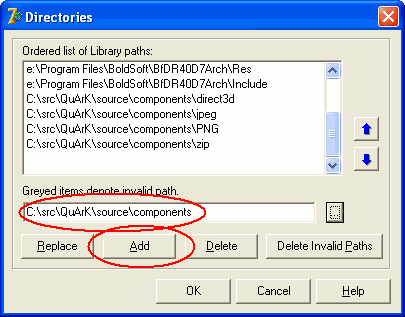 Directories
Ordered list of Library paths:
e:\Program Files\BoldSoft\BfDR40D7Arch\Res
e:\Program Files\BoldSoft\BfDR40D7Arch\Include
C:\src\QuArK\source\components\direct3d
C:\src\QuArK\source\components\jpeg
C:\src\QuArK\source\components\PNG
C:\src\QuArK\source\components\zip
Greyed items denote invalid path.
C:\src\QuArK\source\components
...
Replace Add Delete Delete Invalid Paths
OK Cancel Help